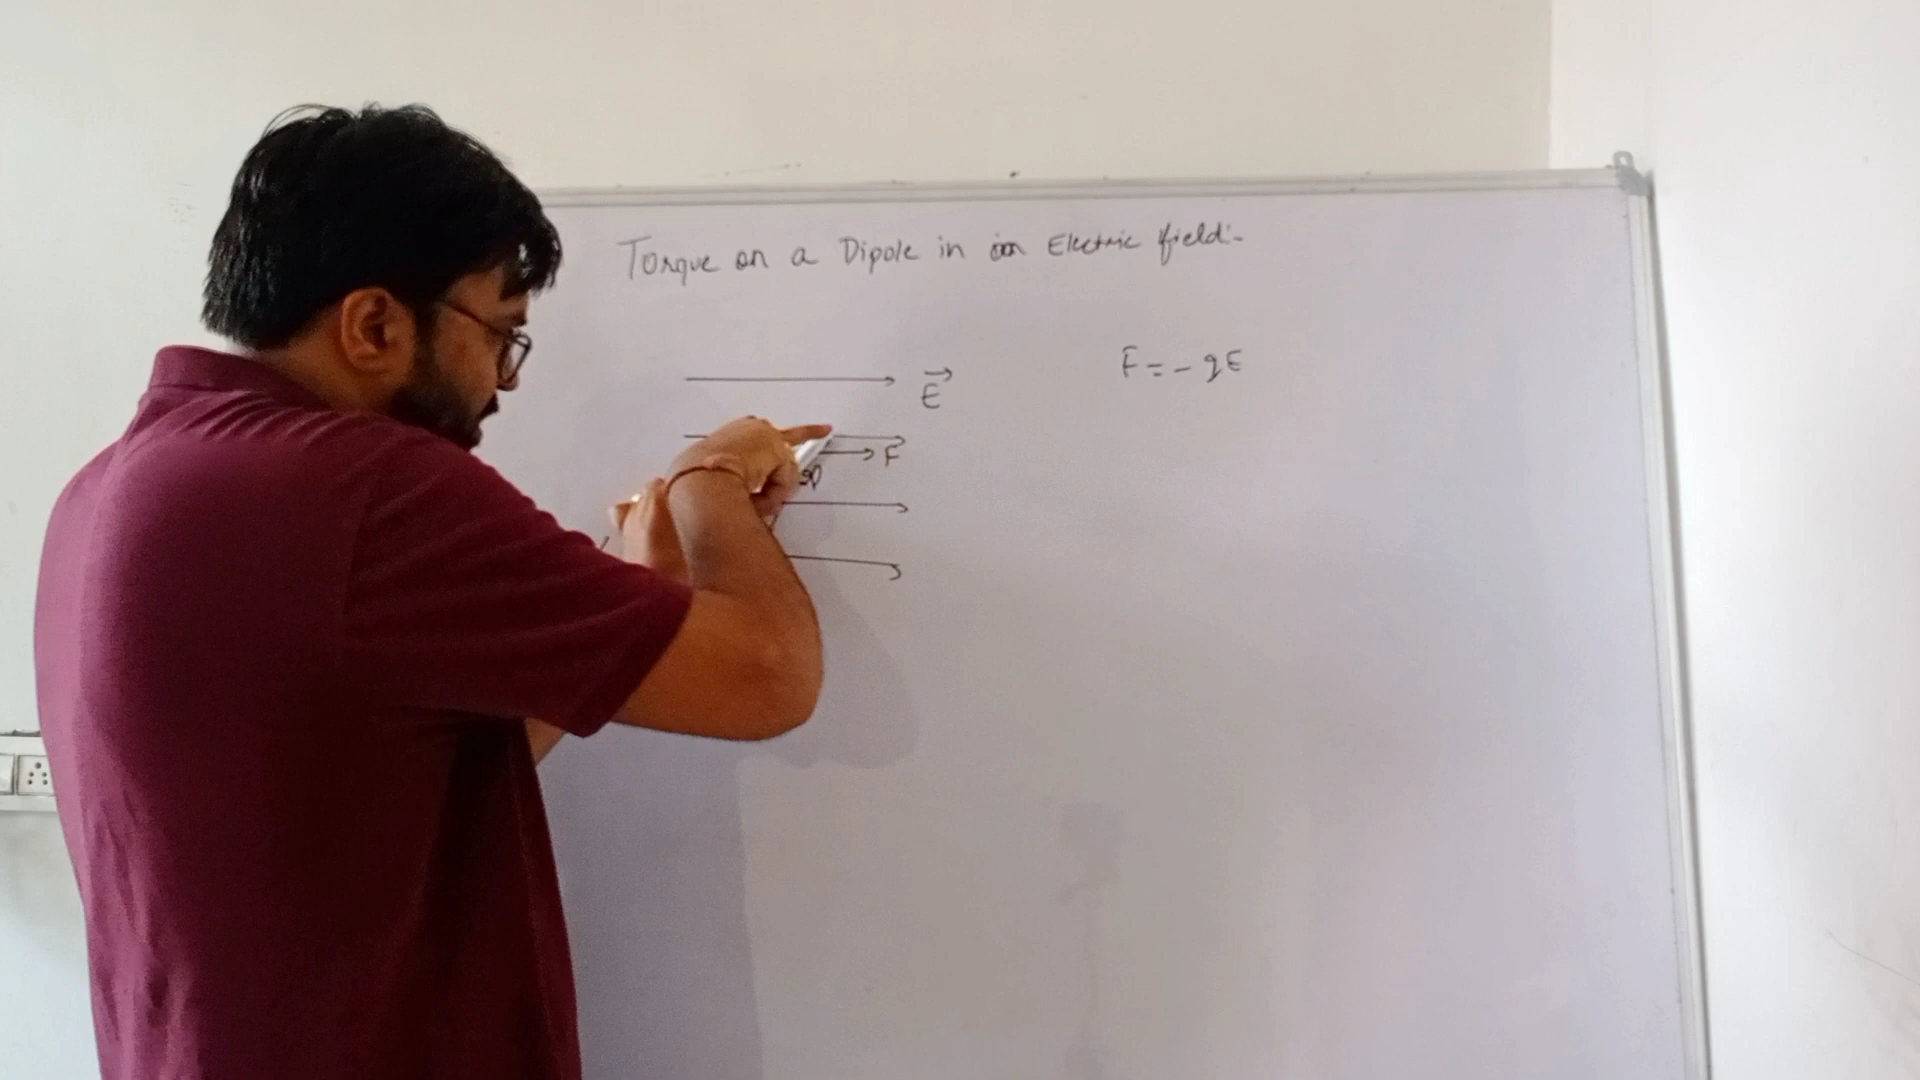 Torque on a Dipole in an Electric field:-
F = - qE
E
F